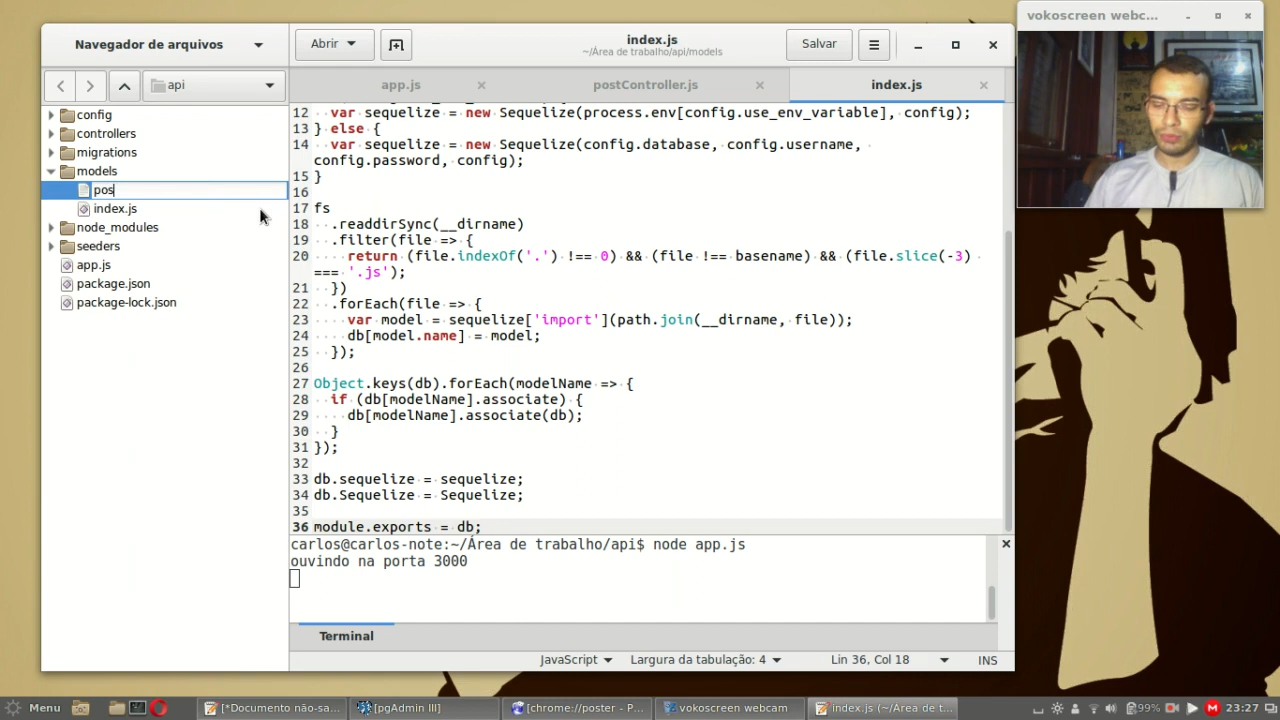 vokoscreen webc...
Navegador de arquivos
Abrir
index.js
~/Área de trabalho/api/models
Salvar
api
app.js
postController.js
index.js
config
controllers
migrations
models
pos
index.js
node_modules
seeders
app.js
package.json
package-lock.json
12 var sequelize = new Sequelize(process.env[config.use_env_variable], config);
13 } else {
14 var sequelize = new Sequelize(config.database, config.username,
config.password, config);
15 }
16
17 fs
18 .readdirSync(__dirname)
19 .filter(file => {
20 return (file.indexOf('.') !== 0) && (file !== basename) && (file.slice(-3)
=== '.js');
21 })
22 .forEach(file => {
23 var model = sequelize['import'](path.join(__dirname, file));
24 db[model.name] = model;
25 });
26
27 Object.keys(db).forEach(modelName => {
28 if (db[modelName].associate) {
29 db[modelName].associate(db);
30 }
31 });
32
33 db.sequelize = sequelize;
34 db.Sequelize = Sequelize;
35
36 module.exports = db;
carlos@carlos-note:~/Área de trabalho/api$ node app.js
ouvindo na porta 3000
Terminal
JavaScript
Largura da tabulação: 4
Lin 36, Col 18
INS
Menu
[*Documento não-sa...
[pgAdmin III]
[chrome://poster - P...
vokoscreen webcam
index.js (~/Área de t...
99%
23:27